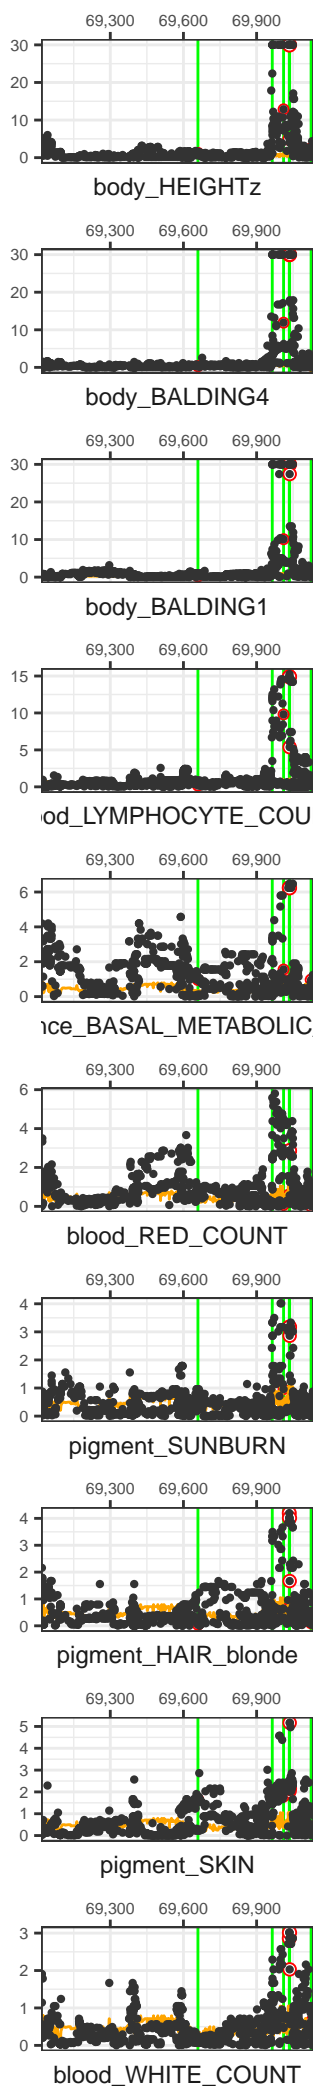 69,300 69,600 69,900
30
20
10
0
body_HEIGHTz
69,300 69,600 69,900
30
20
10
0
body_BALDING4
69,300 69,600 69,900
30
20
10
0
body_BALDING1
69,300 69,600 69,900
15
10
5
0
ood_LYMPHOCYTE_COU
69,300 69,600 69,900
6
4
2
0
nce_BASAL_METABOLIC_
69,300 69,600 69,900
6
4
2
0
blood_RED_COUNT
69,300 69,600 69,900
4
3
2
1
0
pigment_SUNBURN
69,300 69,600 69,900
4
3
2
1
0
pigment_HAIR_blonde
69,300 69,600 69,900
5
4
3
2
1
0
pigment_SKIN
69,300 69,600 69,900
3
2
1
0
blood_WHITE_COUNT